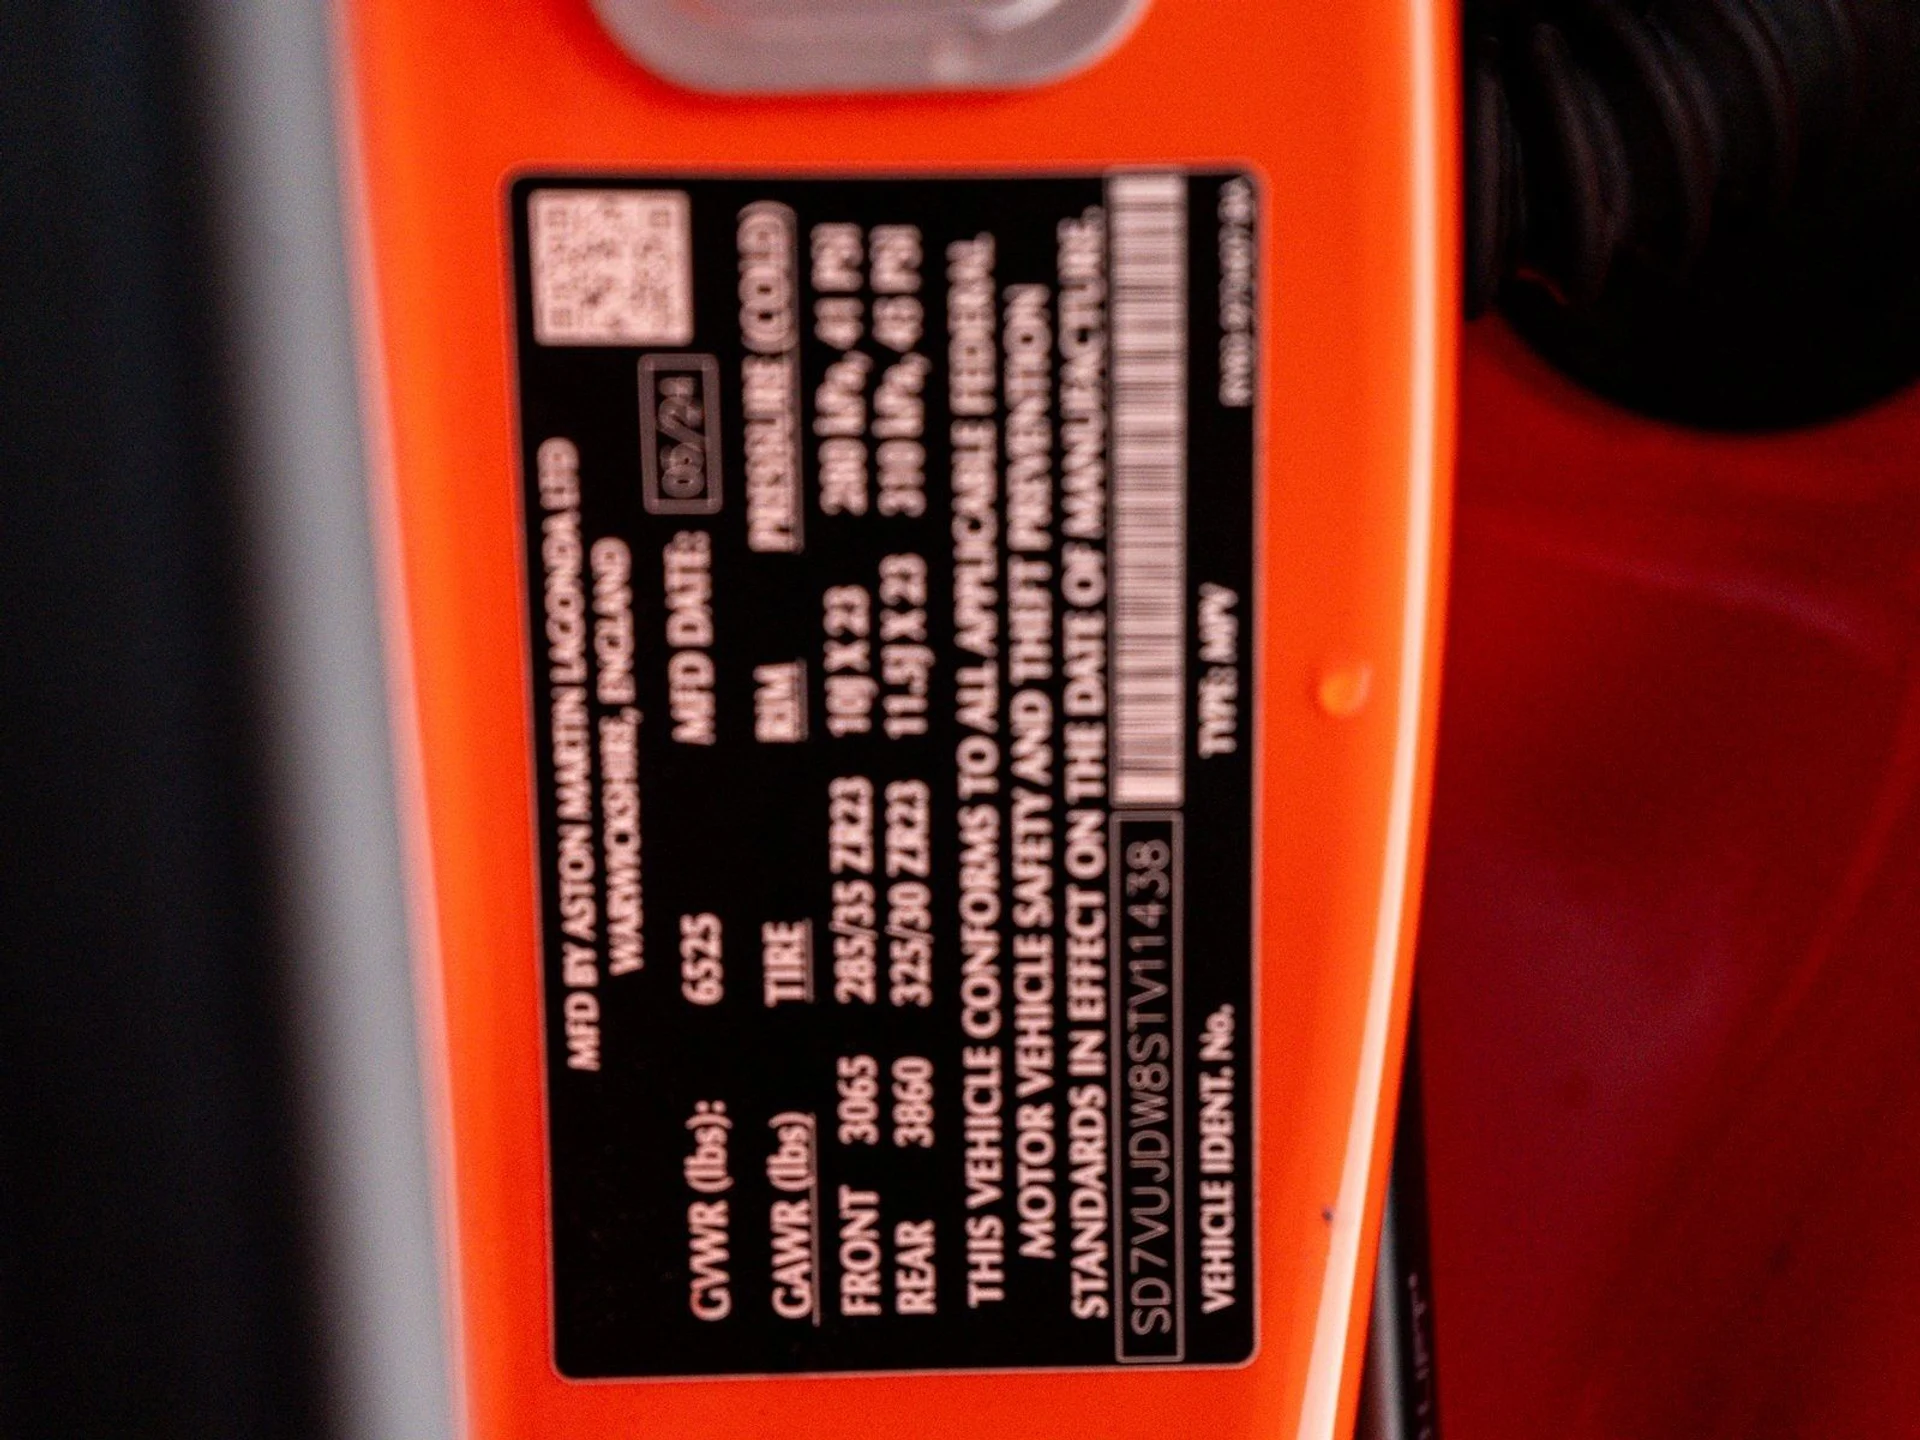 MFD BY ASTON MARTIN LAGONDA LTD
WARWICKSHIRE, ENGLAND
GVWR (lbs): 6525 MFD DATE:
GAWR (lbs) TIRE RIM PRESSURE (COLD)
FRONT 3065 285/35 ZR23 10J X 23 280 kPa, 41 PSI
REAR 3860 325/30 ZR23 11.5J X 23 310 kPa, 45 PSI
THIS VEHICLE CONFORMS TO ALL APPLICABLE FEDERAL
MOTOR VEHICLE SAFETY AND THEFT PREVENTION
STANDARDS IN EFFECT ON THE DATE OF MANUFACTURE.
SD7VUJDW8STV11438
VEHICLE IDENT. No. TYPE: MPV